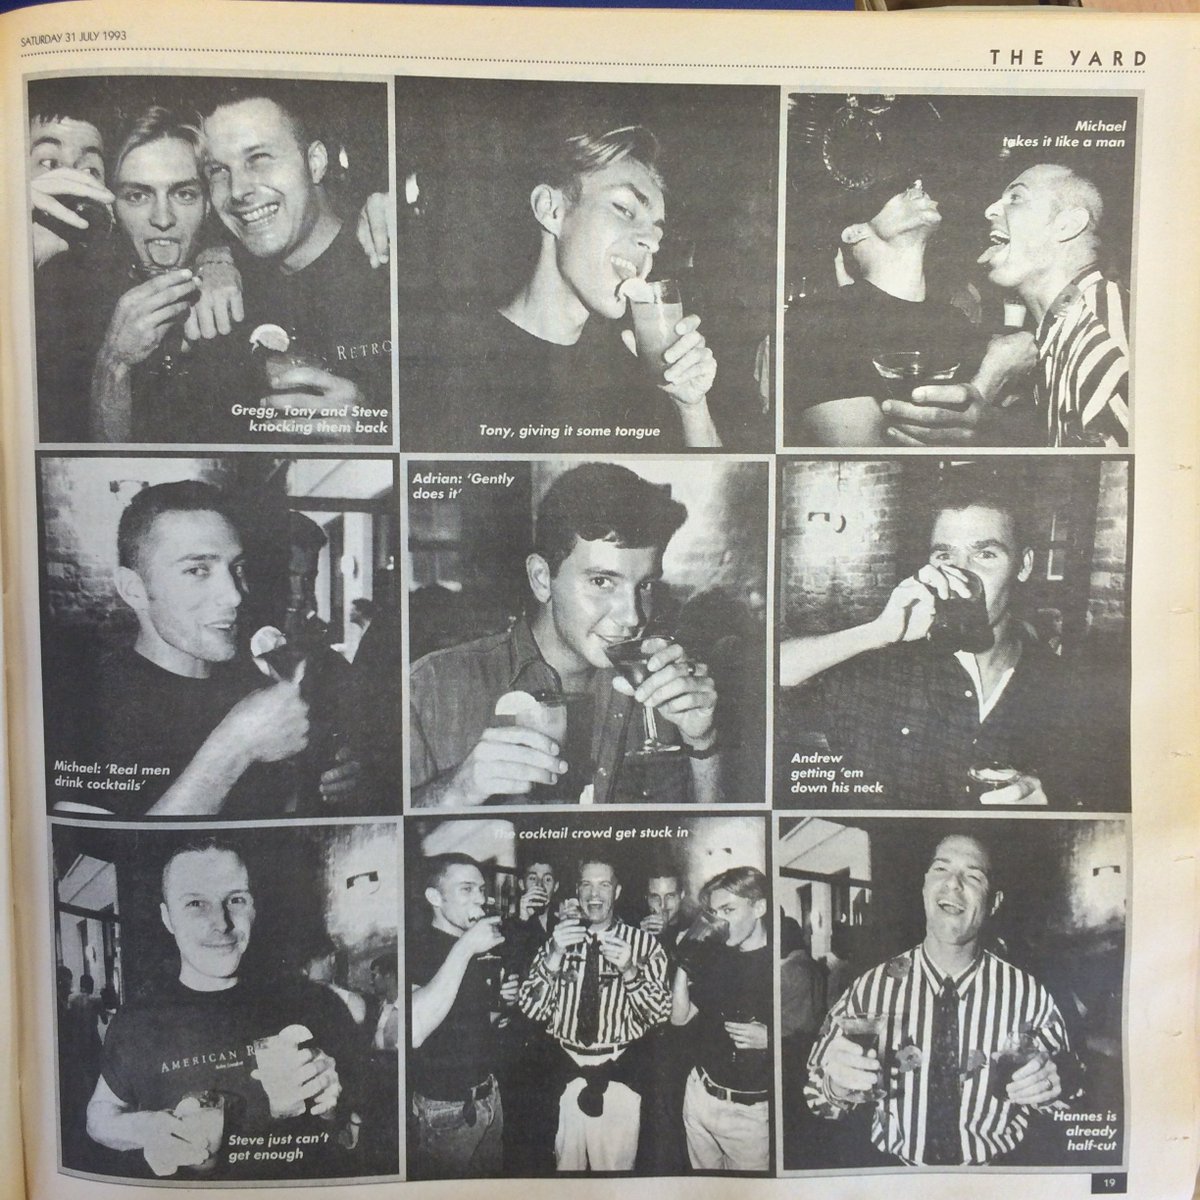 SATURDAY 31 JULY 1993
THE YARD
RETRO
Gregg, Tony and Steve
knocking them back
Tony, giving it some tongue
Michael
takes it like a man
Michael: 'Real men
drink cocktails'
Adrian: 'Gently
does it'
Andrew
getting 'em
down his neck
AMERICAN R
Steve just can't
get enough
The cocktail crowd get stuck in
Hannes is
already
half-cut
19